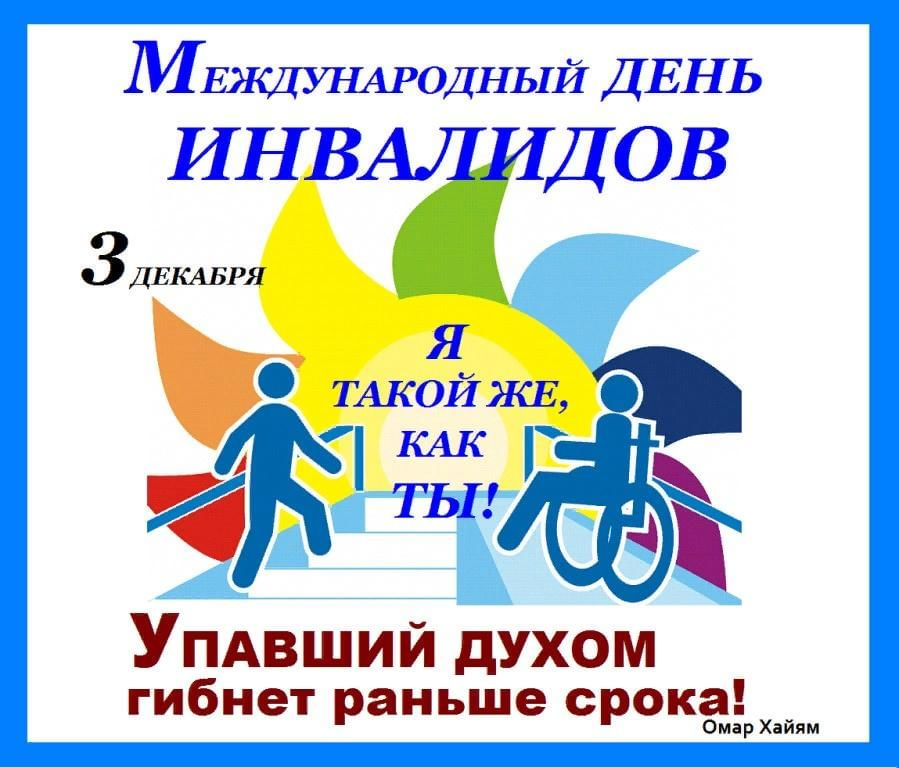 Международный день
инвалидов
3 декабря
Я
такой же,
как
ты!
Упавший духом
гибнет раньше срока!
Омар Хайям